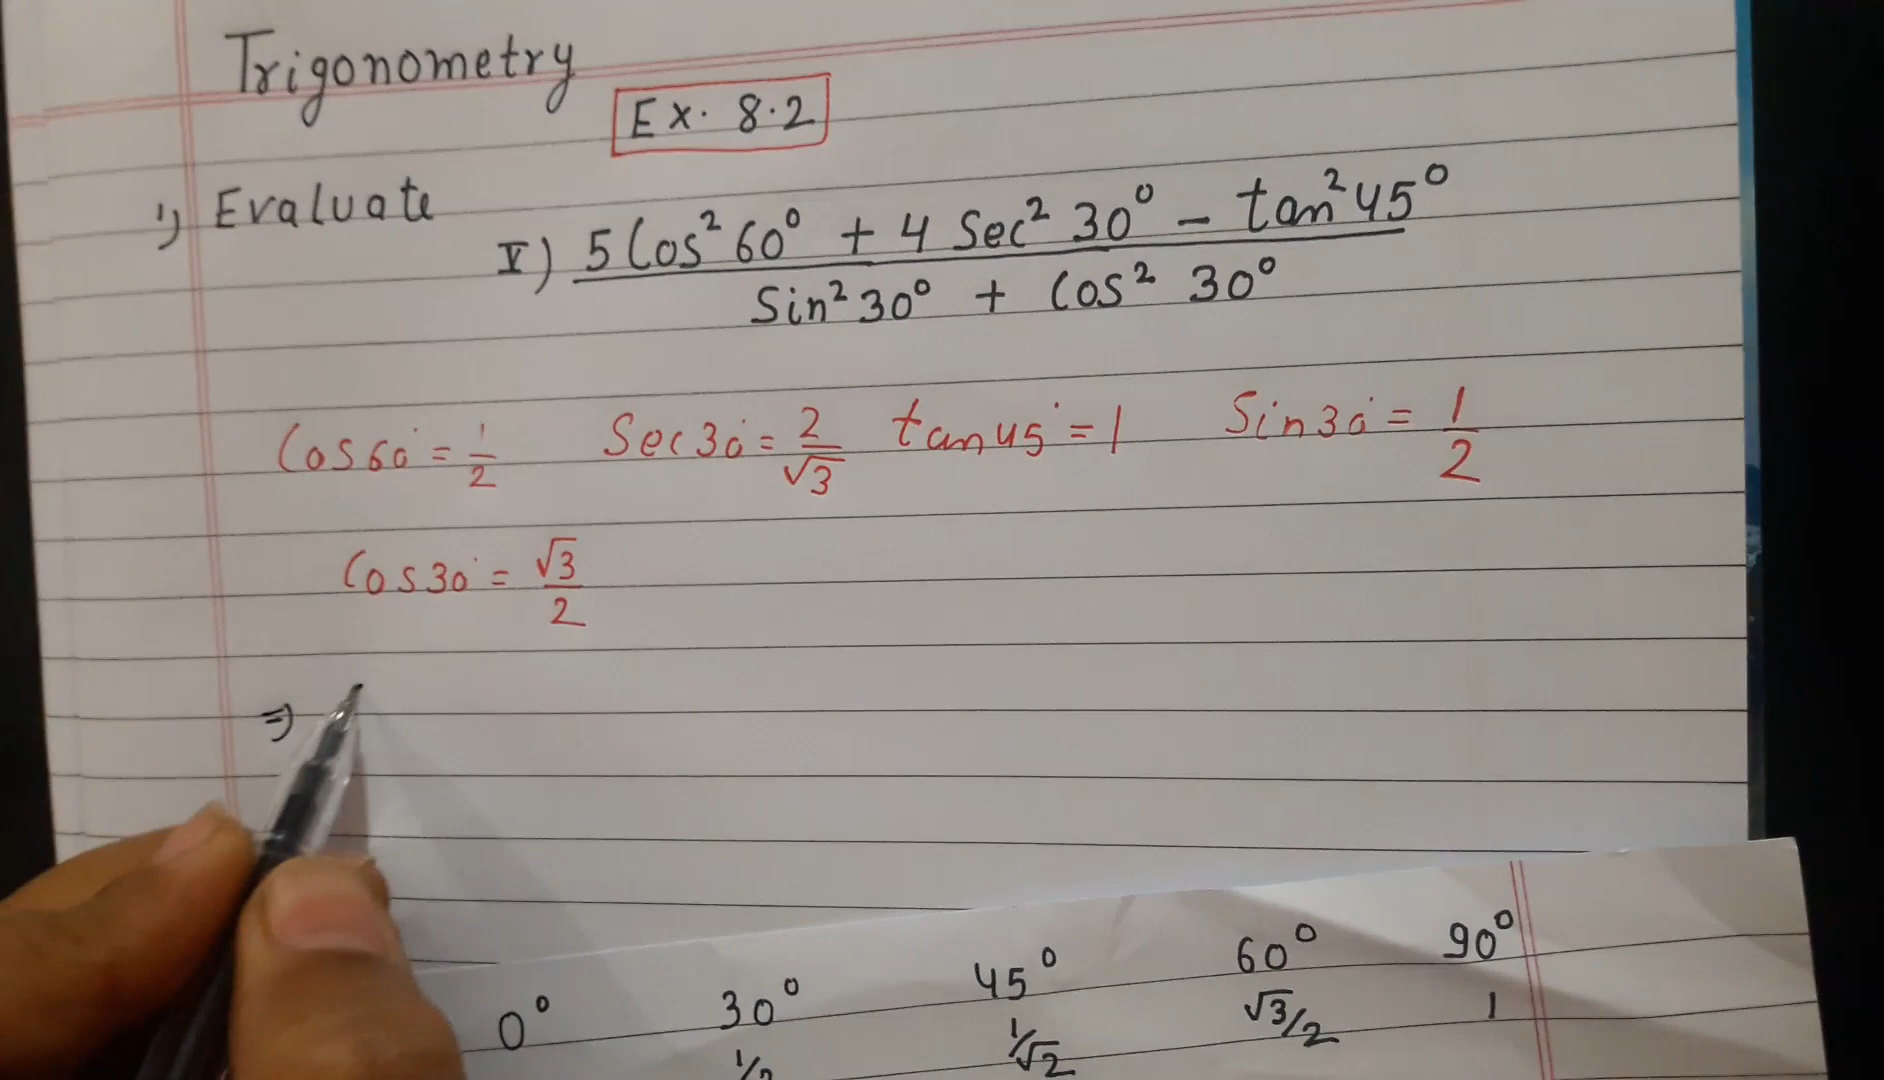 Trigonometry
Ex. 8.2
1) Evaluate
V) 5 Cos² 60° + 4 Sec² 30° - tan² 45°
Sin² 30° + Cos² 30°
Cos 60° = 1/2 Sec 30° = 2/√3 tan 45° = 1 Sin 30° = 1/2
Cos 30° = √3/2
⇒
0° 30° 45° 60° 90°
1/2 1/√2 √3/2 1